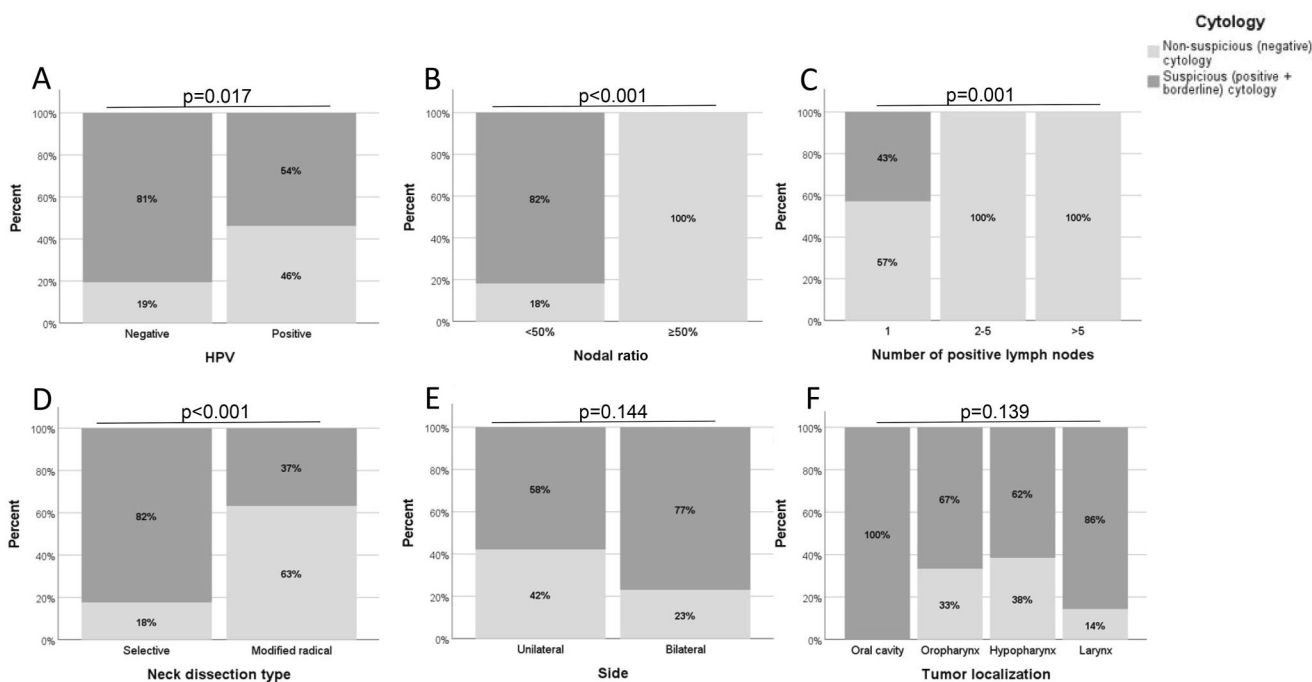 Cytology
Non-suspicious (negative)
cytology
Suspicious (positive +
borderline) cytology
A
p=0.017
100%
80%
60%
40%
20%
0%
Percent
81%
19%
54%
46%
Negative
Positive
HPV
B
p<0.001
100%
80%
60%
40%
20%
0%
Percent
82%
18%
100%
<50%
≥50%
Nodal ratio
C
p=0.001
100%
80%
60%
40%
20%
0%
Percent
43%
57%
100%
100%
1
2-5
>5
Number of positive lymph nodes
D
p<0.001
100%
80%
60%
40%
20%
0%
Percent
82%
18%
37%
63%
Selective
Modified radical
Neck dissection type
E
p=0.144
100%
80%
60%
40%
20%
0%
Percent
58%
42%
77%
23%
Unilateral
Bilateral
Side
F
p=0.139
100%
80%
60%
40%
20%
0%
Percent
100%
67%
33%
62%
38%
86%
14%
Oral cavity
Oropharynx
Hypopharynx
Larynx
Tumor localization